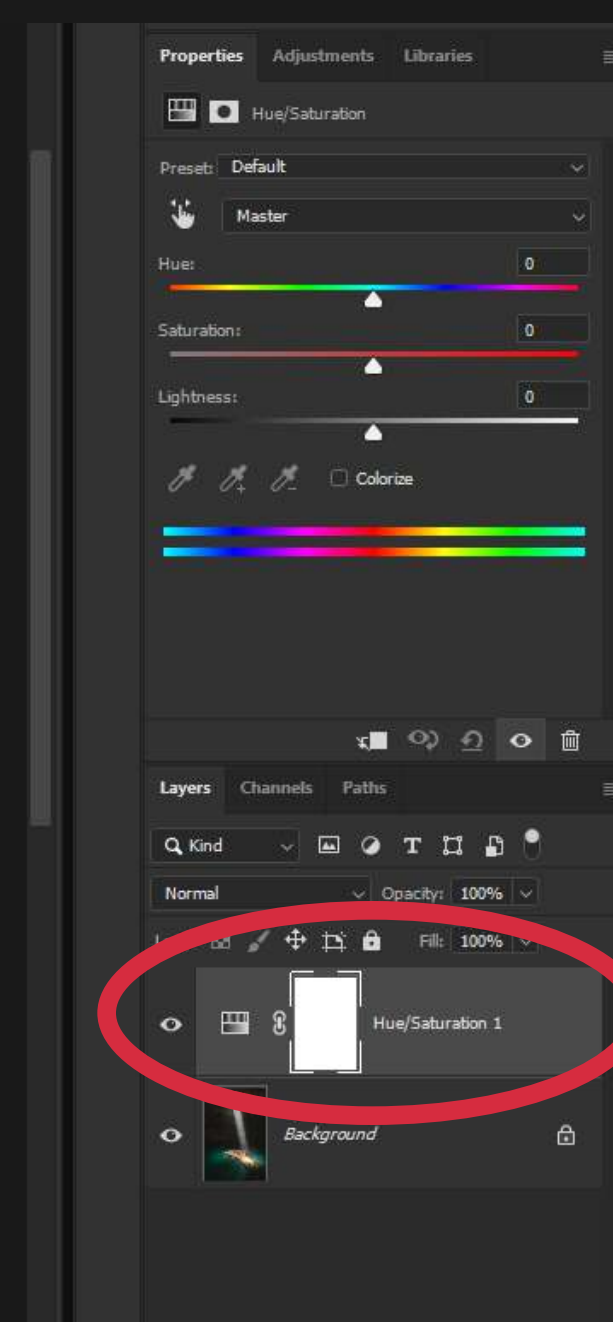 Properties Adjustments Libraries
Hue/Saturation
Preset: Default
Master
Hue: 0
Saturation: 0
Lightness: 0
Colorize
Layers Channels Paths
Kind
Normal Opacity: 100%
Fill: 100%
Hue/Saturation 1
Background